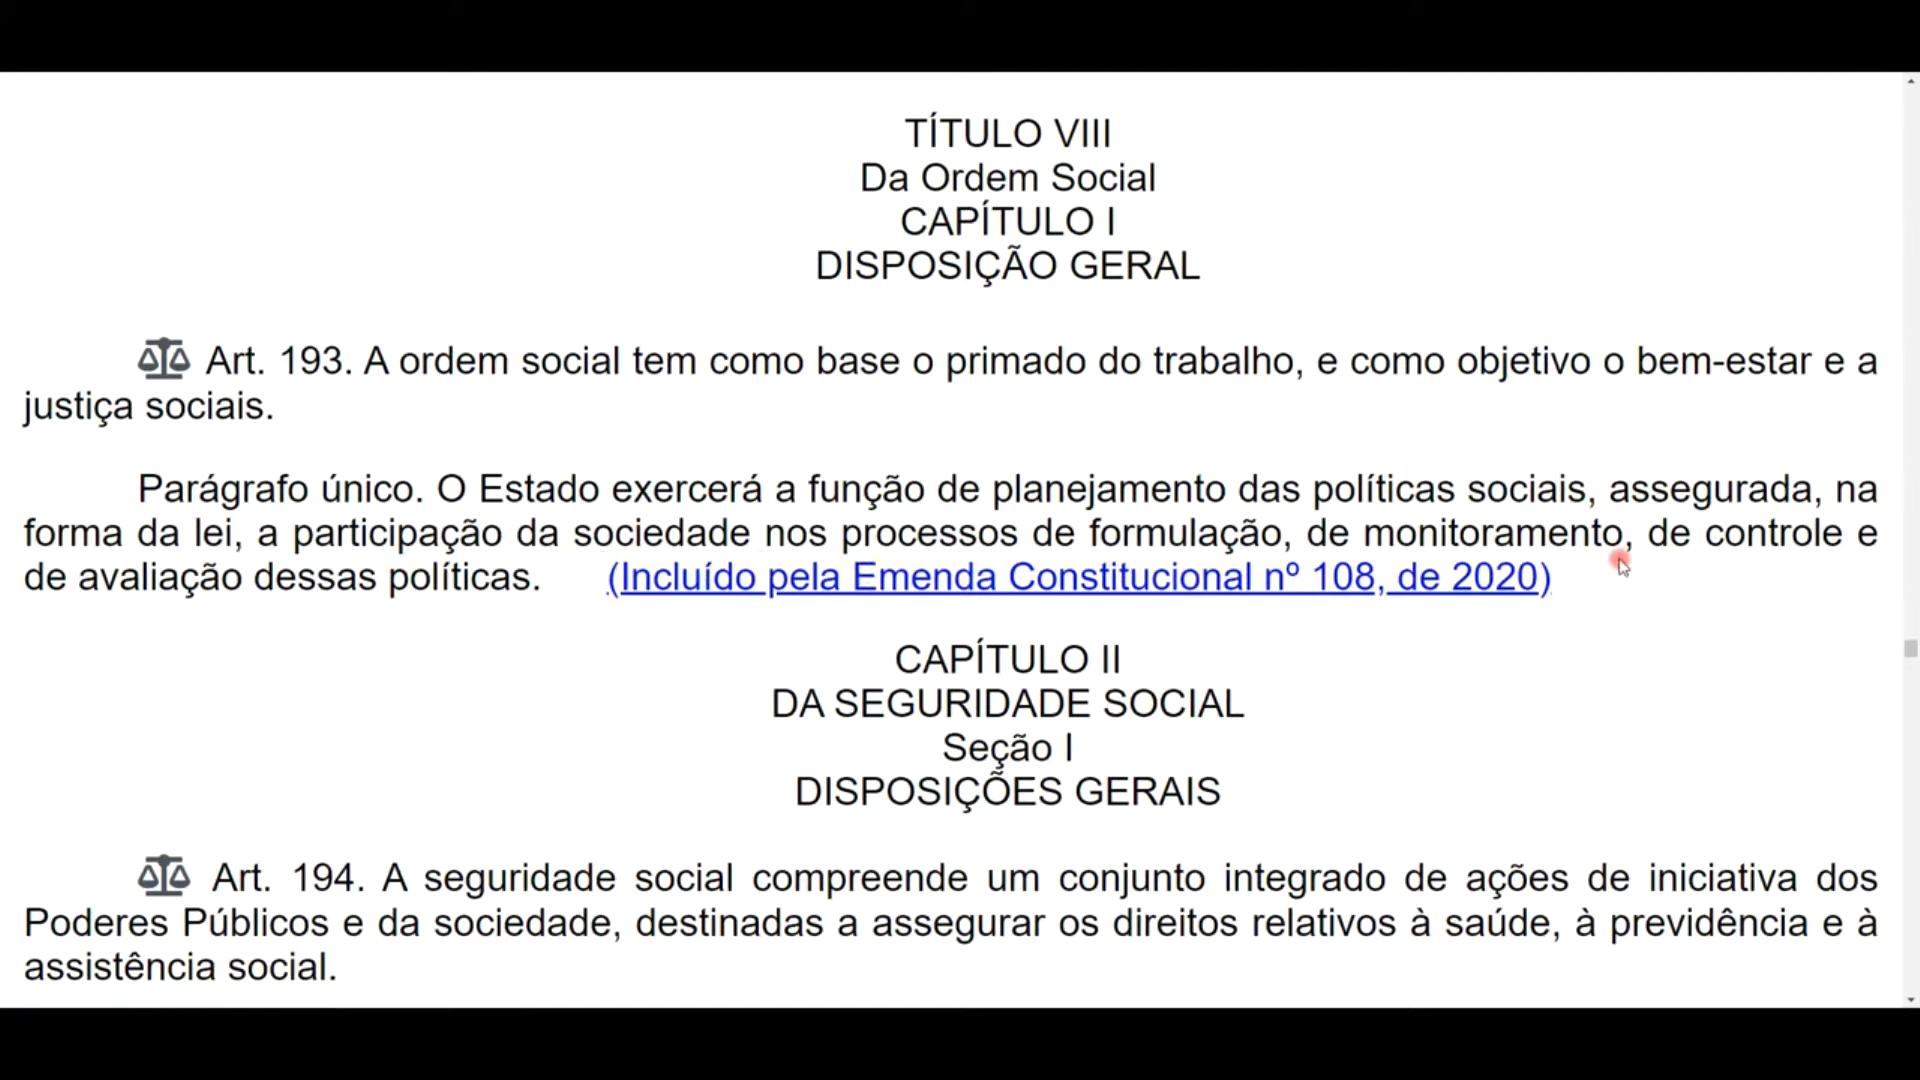 TÍTULO VIII
Da Ordem Social
CAPÍTULO I
DISPOSIÇÃO GERAL
Art. 193. A ordem social tem como base o primado do trabalho, e como objetivo o bem-estar e a
justiça sociais.
Parágrafo único. O Estado exercerá a função de planejamento das políticas sociais, assegurada, na
forma da lei, a participação da sociedade nos processos de formulação, de monitoramento, de controle e
de avaliação dessas políticas. (Incluído pela Emenda Constitucional nº 108, de 2020)
CAPÍTULO II
DA SEGURIDADE SOCIAL
Seção I
DISPOSIÇÕES GERAIS
Art. 194. A seguridade social compreende um conjunto integrado de ações de iniciativa dos
Poderes Públicos e da sociedade, destinadas a assegurar os direitos relativos à saúde, à previdência e à
assistência social.